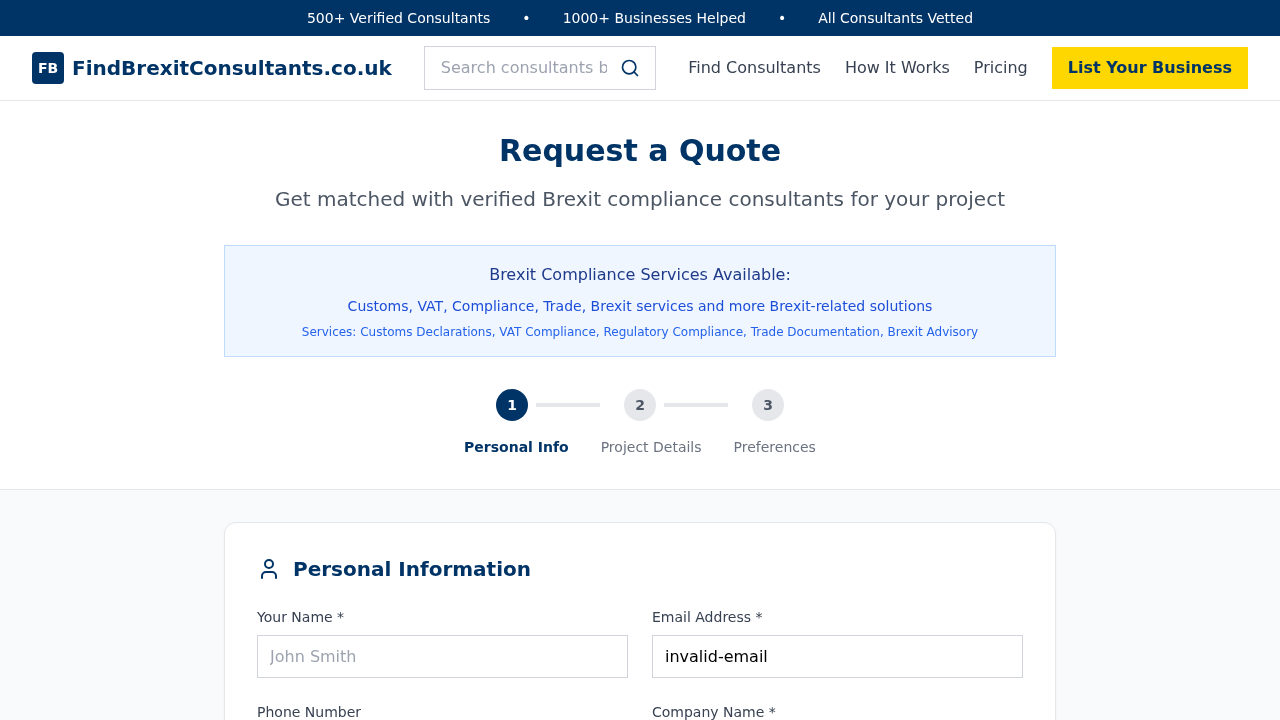 500+ Verified Consultants • 1000+ Businesses Helped • All Consultants Vetted
FB FindBrexitConsultants.co.uk Search consultants b Find Consultants How It Works Pricing List Your Business
Request a Quote
Get matched with verified Brexit compliance consultants for your project
Brexit Compliance Services Available:
Customs, VAT, Compliance, Trade, Brexit services and more Brexit-related solutions
Services: Customs Declarations, VAT Compliance, Regulatory Compliance, Trade Documentation, Brexit Advisory
1 2 3
Personal Info Project Details Preferences
Personal Information
Your Name * Email Address *
John Smith invalid-email
Phone Number Company Name *